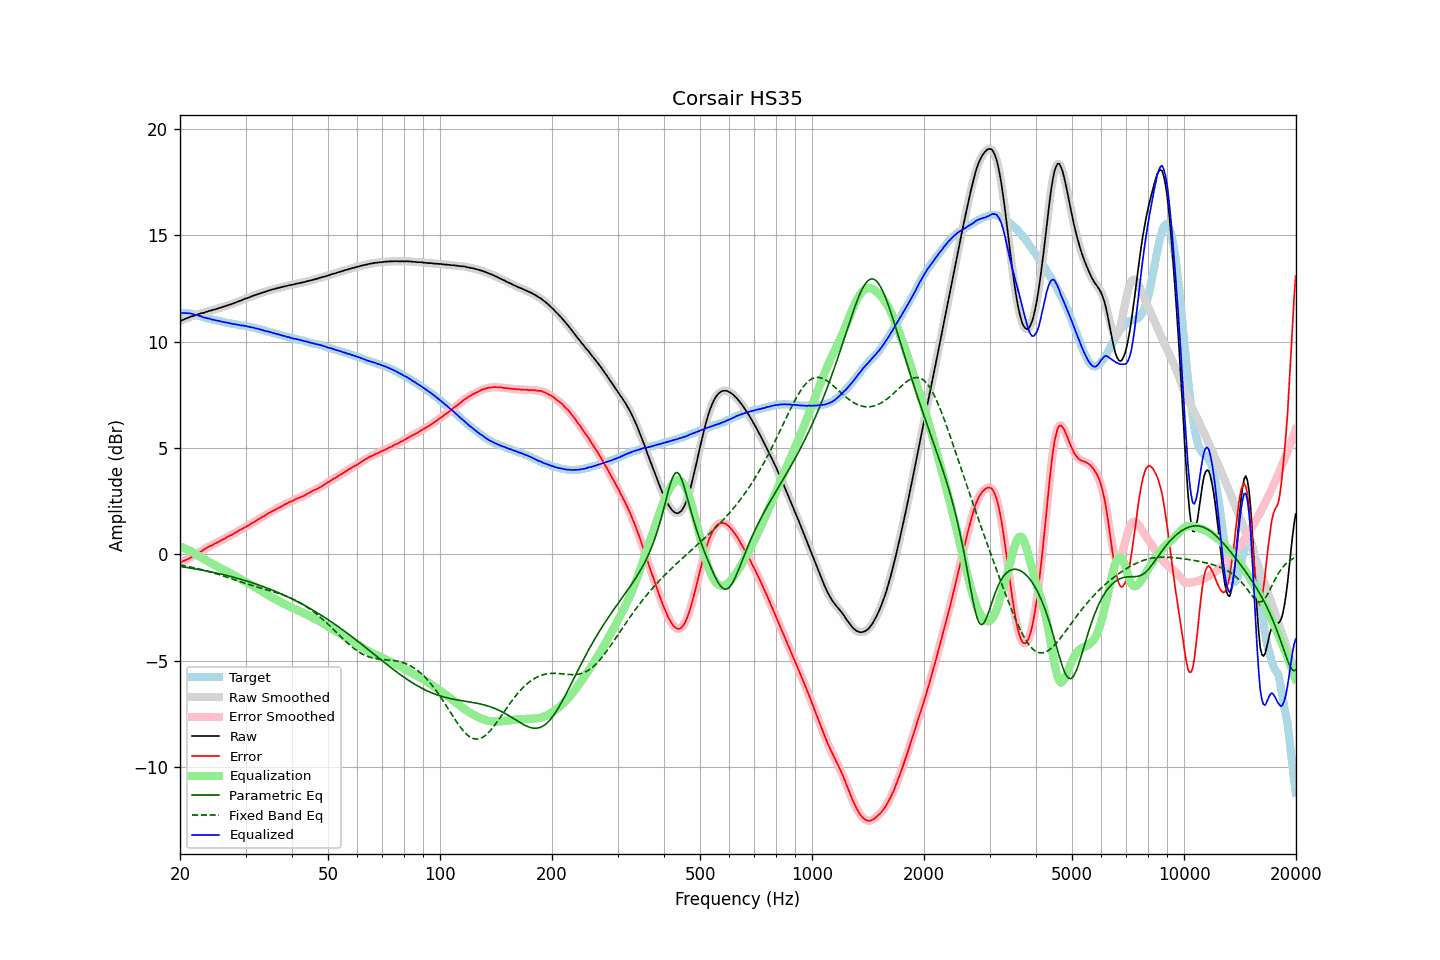 Corsair HS35
Amplitude (dBr)
20
15
10
5
0
−5
−10
Target
Raw Smoothed
Error Smoothed
Raw
Error
Equalization
Parametric Eq
Fixed Band Eq
Equalized
20 50 100 200 500 1000 2000 5000 10000 20000
Frequency (Hz)